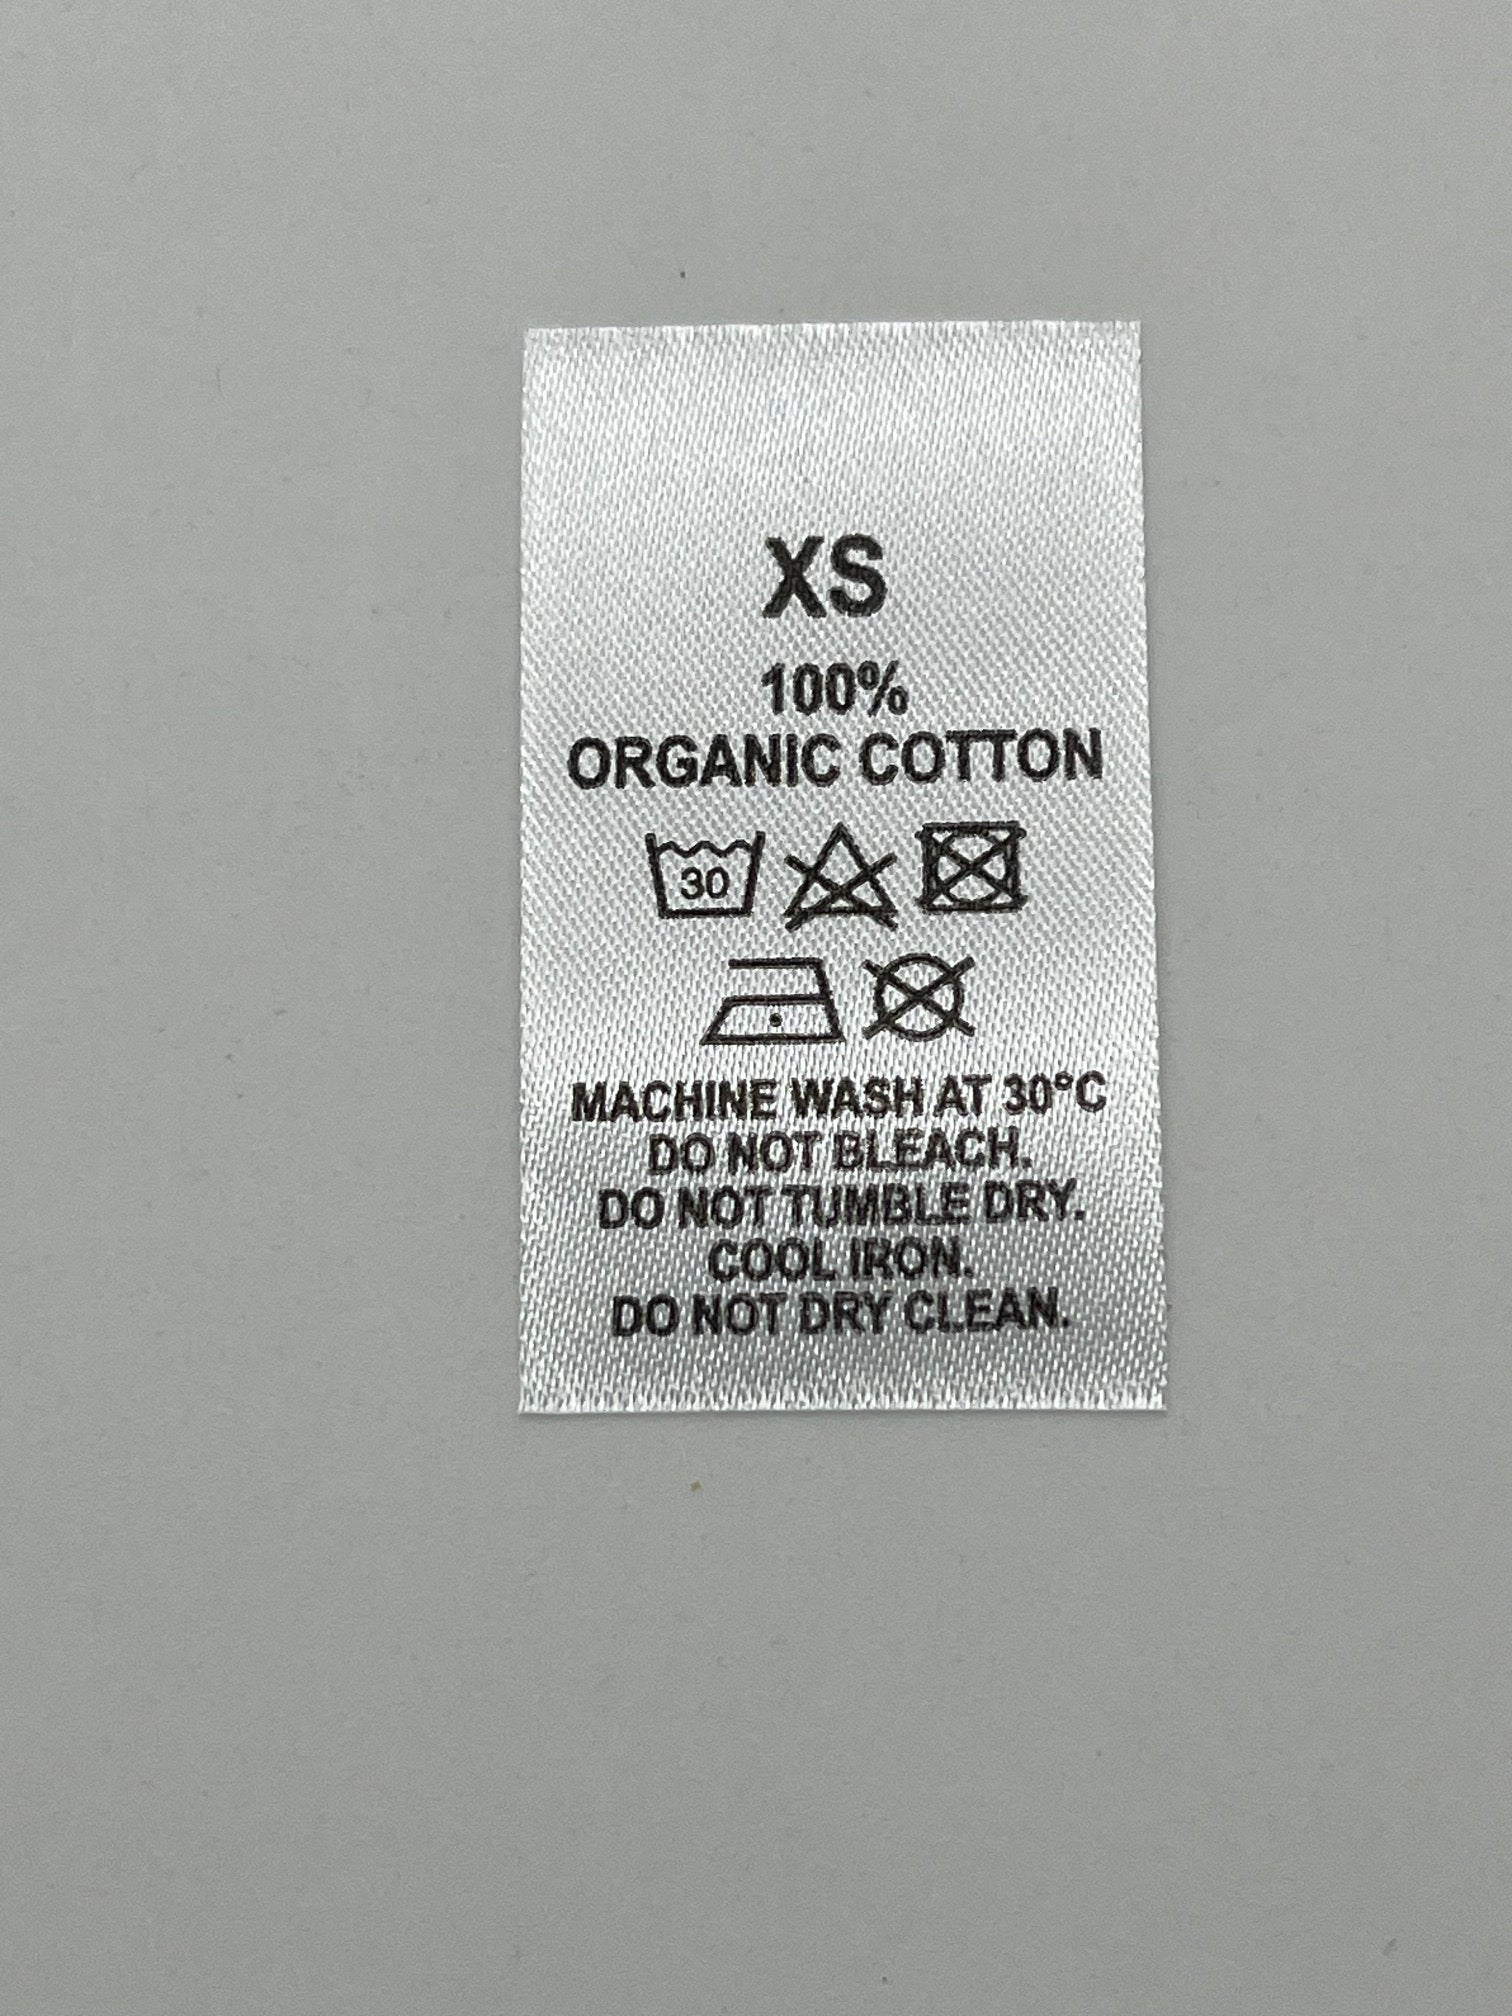 XS
100%
ORGANIC COTTON
30
MACHINE WASH AT 30°C
DO NOT BLEACH.
DO NOT TUMBLE DRY.
COOL IRON.
DO NOT DRY CLEAN.